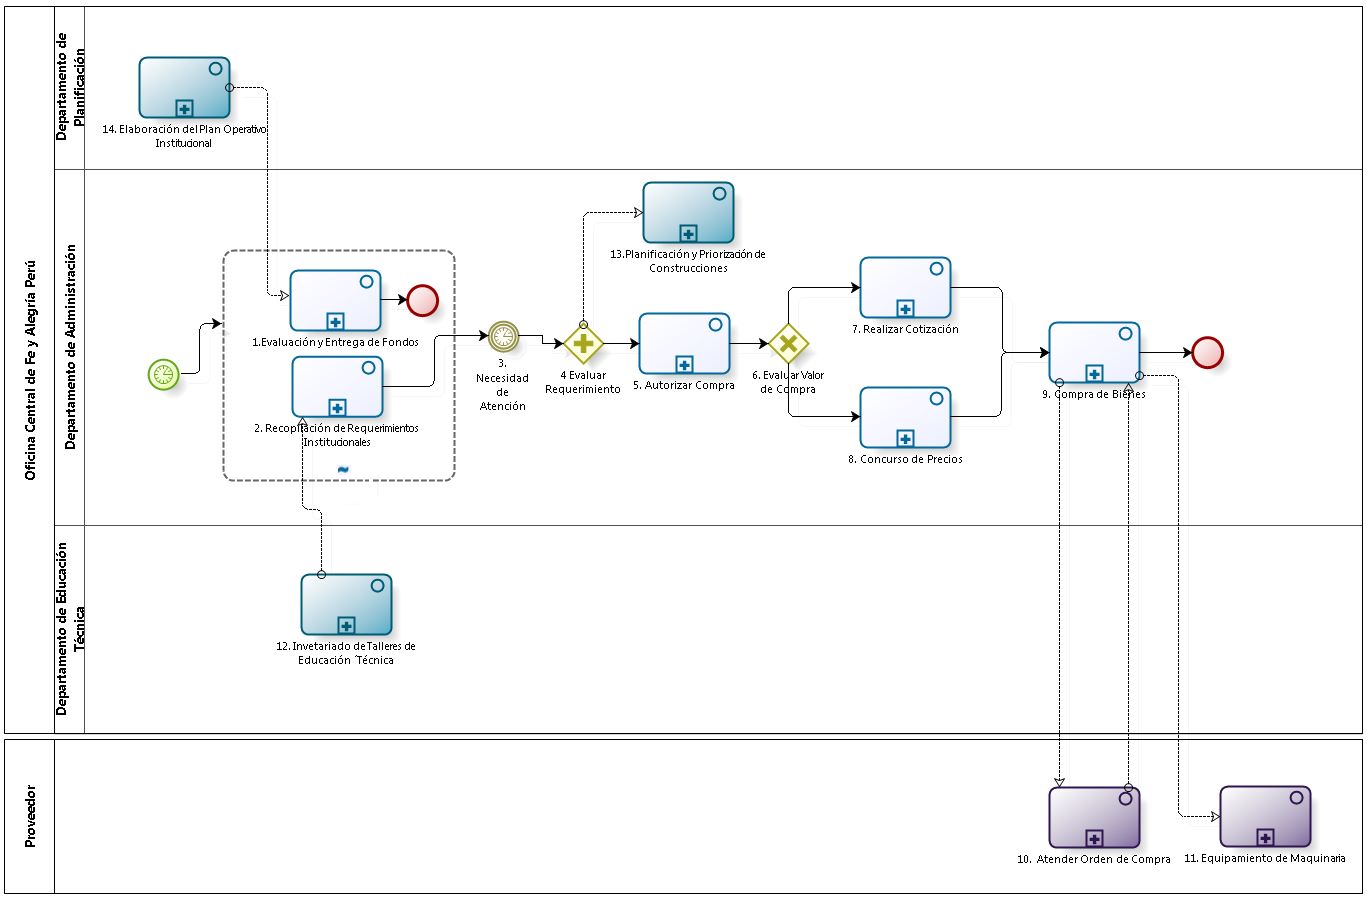 Oficina Central de Fe y Alegría Perú
Departamento de
Planificación
14. Elaboración del Plan Operativo
Institucional
Departamento de Administración
13.Planificación y Priorización de
Construcciones
1.Evaluación y Entrega de Fondos
2. Recopilación de Requerimientos
Institucionales
3.
Necesidad
de
Atención
4 Evaluar
Requerimiento
5. Autorizar Compra
6. Evaluar Valor
de Compra
7. Realizar Cotización
8. Concurso de Precios
9. Compra de Bienes
Departamento de Educación
Técnica
12. Invetariado de Talleres de
Educación ´Técnica
Proveedor
10. Atender Orden de Compra
11. Equipamiento de Maquinaria